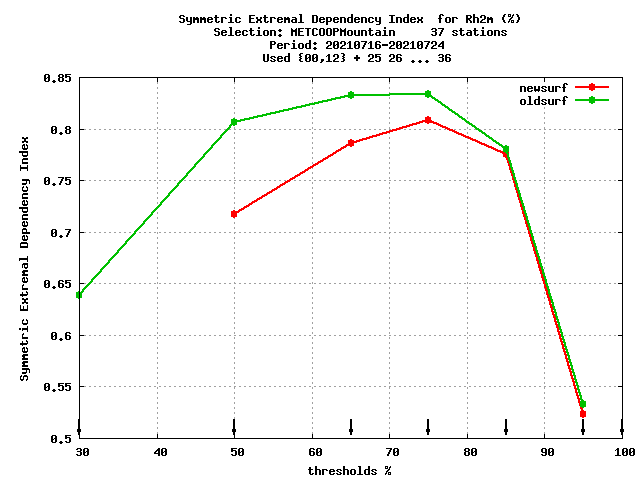 Symmetric Extremal Dependency Index  for Rh2m (%)
Selection: METCOOPMountain     37 stations
Period: 20210716-20210724
Used {00,12} + 25 26 ... 36
newsurf
oldsurf
0.85
0.8
0.75
0.7
0.65
0.6
0.55
0.5
Symmetric Extremal Dependency Index
30 40 50 60 70 80 90 100
thresholds %